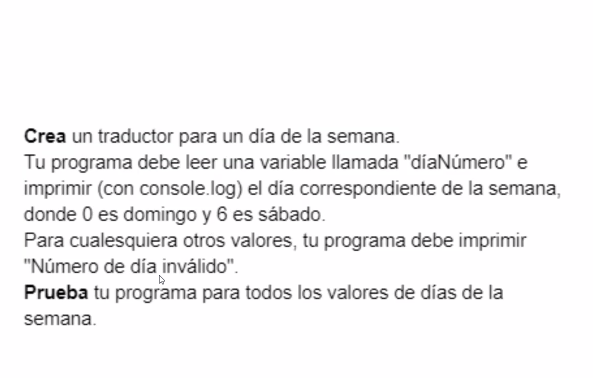 Crea un traductor para un día de la semana.
Tu programa debe leer una variable llamada "díaNúmero" e
imprimir (con console.log) el día correspondiente de la semana,
donde 0 es domingo y 6 es sábado.
Para cualesquiera otros valores, tu programa debe imprimir
"Número de día inválido".
Prueba tu programa para todos los valores de días de la
semana.